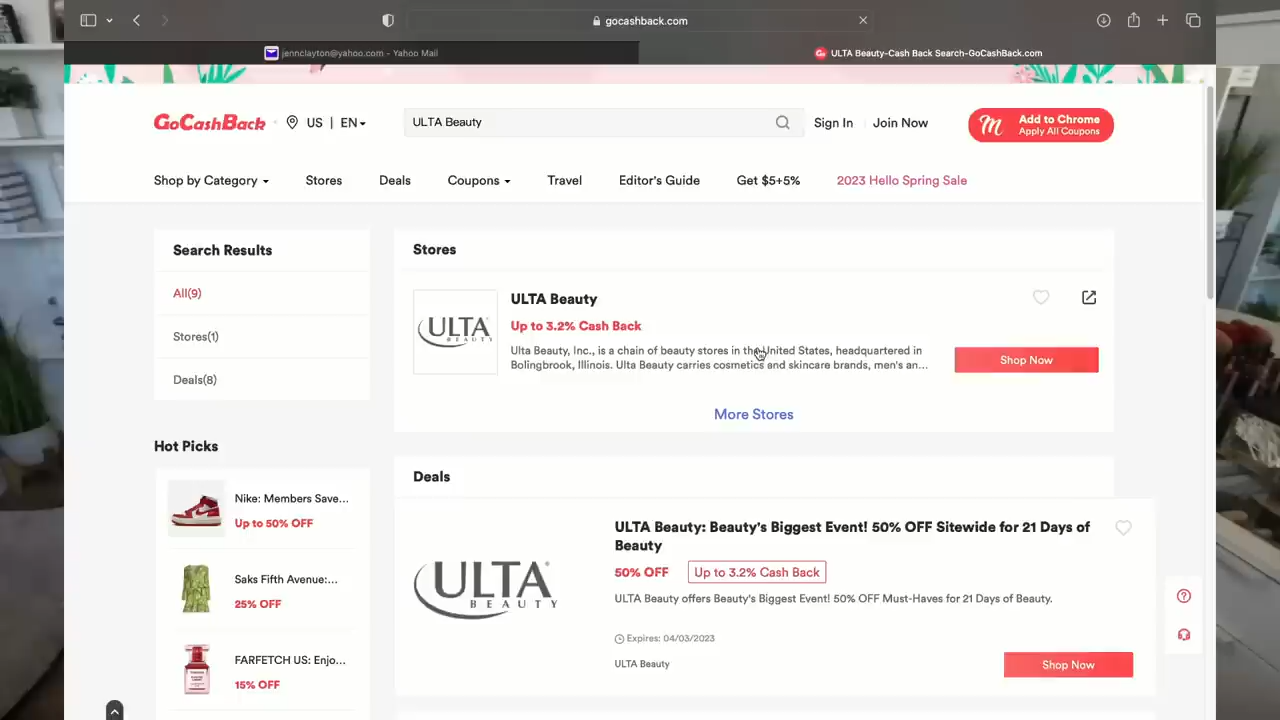 gocashback.com
jennclayton@yahoo.com - Yahoo Mail
ULTA Beauty-Cash Back Search-GoCashBack.com
GoCashBack
US | EN
ULTA Beauty
Sign In
Join Now
Add to Chrome
Apply All Coupons
Shop by Category
Stores
Deals
Coupons
Travel
Editor's Guide
Get $5+5%
2023 Hello Spring Sale
Search Results
All(9)
Stores(1)
Deals(8)
Hot Picks
Nike: Members Save...
Up to 50% OFF
Saks Fifth Avenue:...
25% OFF
FARFETCH US: Enjo...
15% OFF
Stores
ULTA
BEAUTY
ULTA Beauty
Up to 3.2% Cash Back
Ulta Beauty, Inc., is a chain of beauty stores in the United States, headquartered in
Bolingbrook, Illinois. Ulta Beauty carries cosmetics and skincare brands, men's an...
Shop Now
More Stores
Deals
ULTA
BEAUTY
ULTA Beauty: Beauty's Biggest Event! 50% OFF Sitewide for 21 Days of
Beauty
50% OFF
Up to 3.2% Cash Back
ULTA Beauty offers Beauty's Biggest Event! 50% OFF Must-Haves for 21 Days of Beauty.
Expires: 04/03/2023
ULTA Beauty
Shop Now